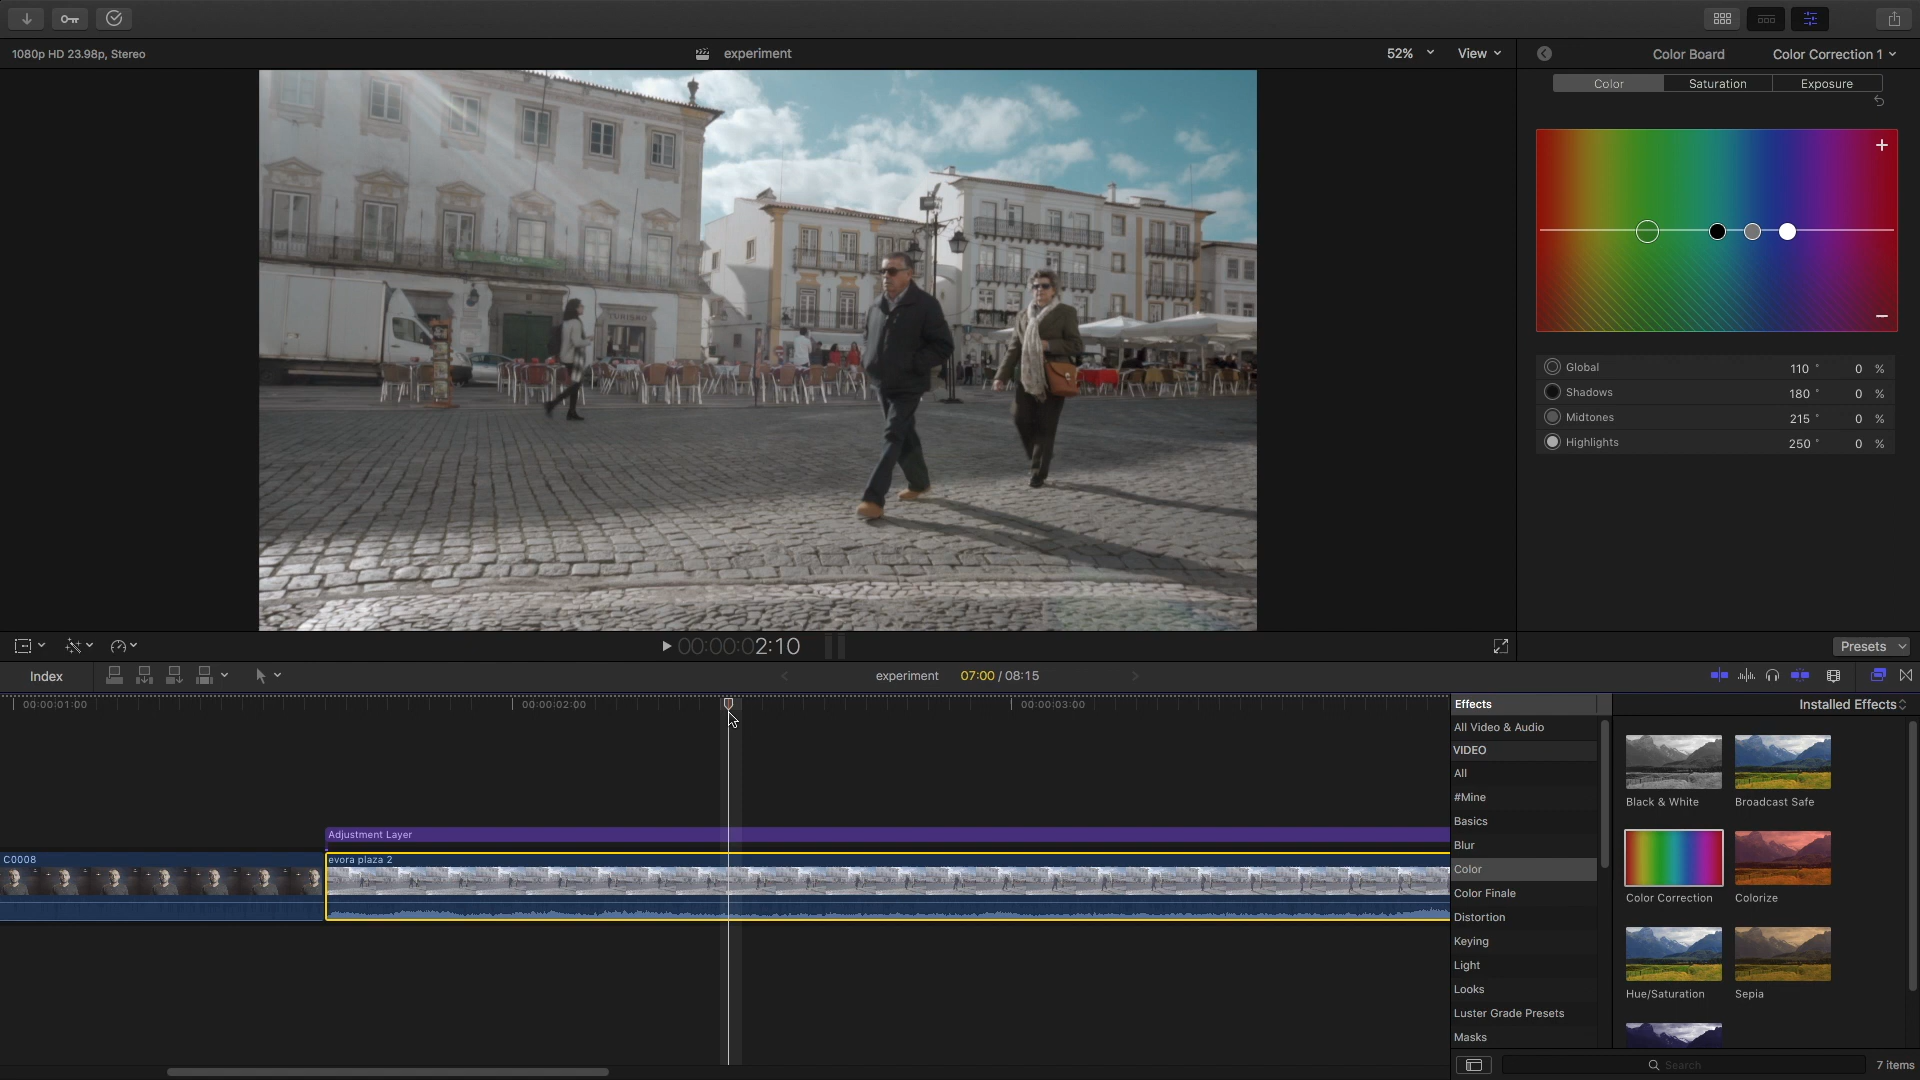 1080p HD 23.98p, Stereo
experiment
52%
View
Color Board
Color Correction 1
Color
Saturation
Exposure
+
−
Global 110 ° 0 %
Shadows 180 ° 0 %
Midtones 215 ° 0 %
Highlights 250 ° 0 %
TURISMO
00:00:02:10
Presets
Index
experiment
07:00 / 08:15
00:00:01:00
00:00:02:00
00:00:03:00
Adjustment Layer
C0008
evora plaza 2
Effects
All Video & Audio
VIDEO
All
#Mine
Basics
Blur
Color
Color Finale
Distortion
Keying
Light
Looks
Luster Grade Presets
Masks
Installed Effects
Black & White
Broadcast Safe
Color Correction
Colorize
Hue/Saturation
Sepia
Search
7 items